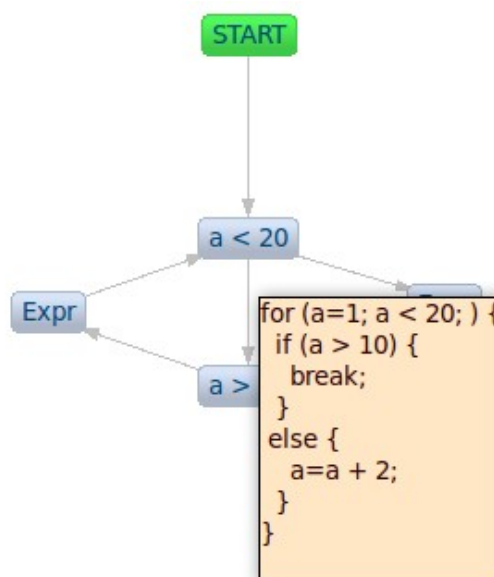 START
a < 20
Expr
a >
for (a=1; a < 20; ) {
if (a > 10) {
break;
}
else {
a=a + 2;
}
}